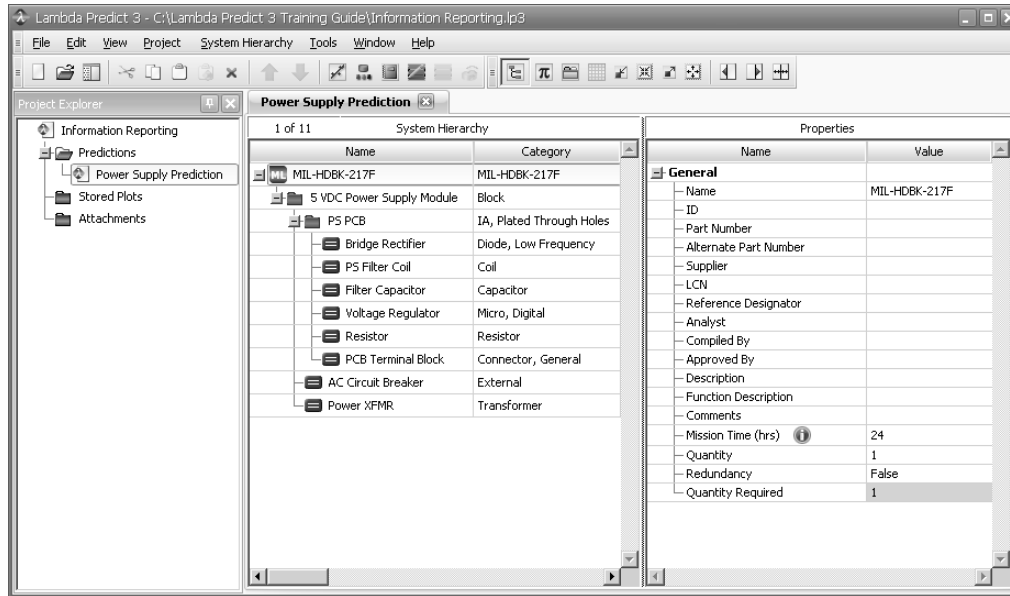 Lambda Predict 3 - C:\Lambda Predict 3 Training Guide\Information Reporting.lp3
File Edit View Project System Hierarchy Tools Window Help
Project Explorer
Information Reporting
Predictions
Power Supply Prediction
Stored Plots
Attachments
Power Supply Prediction
1 of 11 System Hierarchy
Name Category
ML MIL-HDBK-217F MIL-HDBK-217F
5 VDC Power Supply Module Block
PS PCB IA, Plated Through Holes
Bridge Rectifier Diode, Low Frequency
PS Filter Coil Coil
Filter Capacitor Capacitor
Voltage Regulator Micro, Digital
Resistor Resistor
PCB Terminal Block Connector, General
AC Circuit Breaker External
Power XFMR Transformer
Properties
Name Value
General
Name MIL-HDBK-217F
ID
Part Number
Alternate Part Number
Supplier
LCN
Reference Designator
Analyst
Compiled By
Approved By
Description
Function Description
Comments
Mission Time (hrs) 24
Quantity 1
Redundancy False
Quantity Required 1